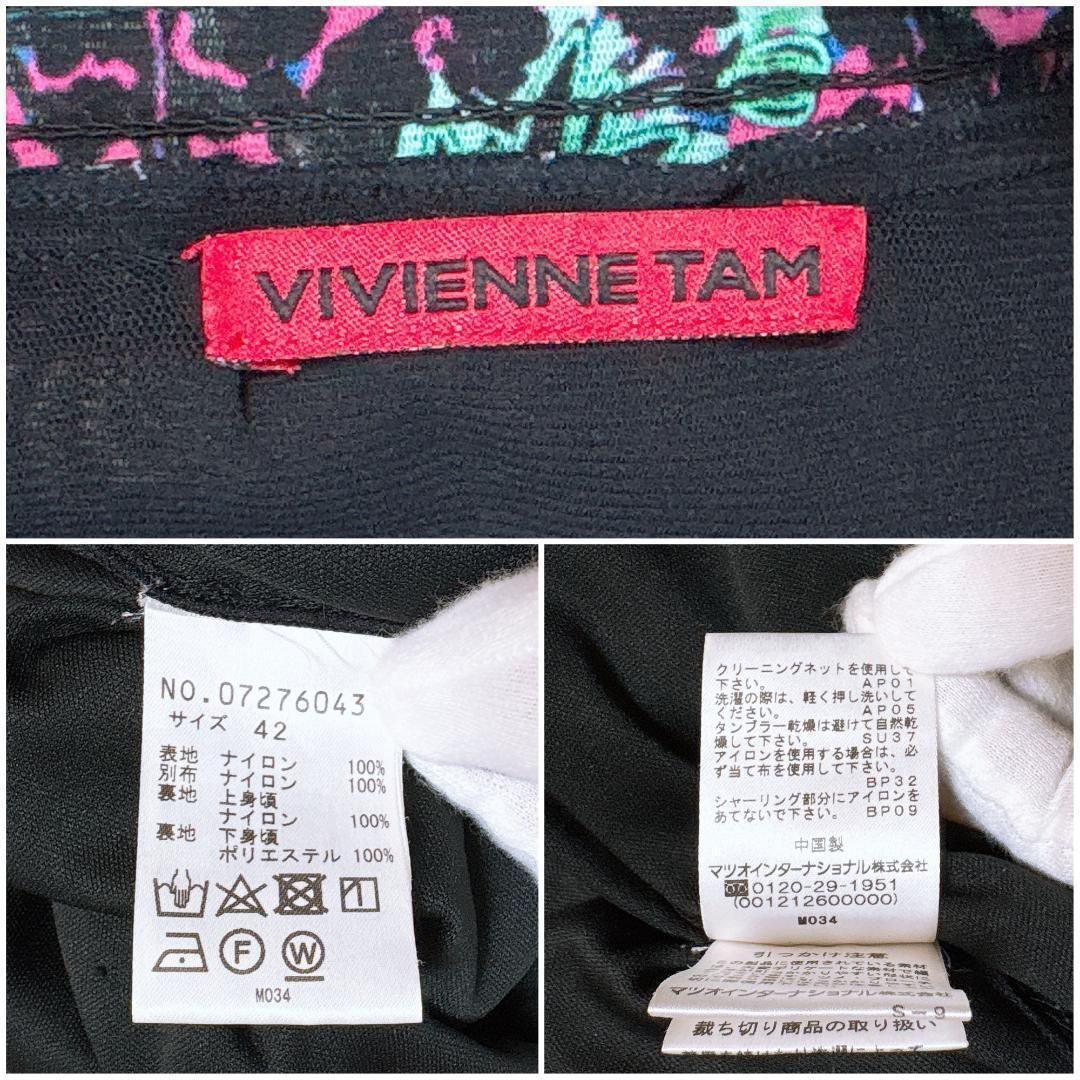 VIVIENNE TAM
NO.07276043
サイズ 42
表地 ナイロン 100%
別布 ナイロン 100%
裏地 上身頃
ナイロン 100%
裏地 下身頃
ポリエステル 100%
F W
M034
クリーニングネットを使用して
下さい。 AP01
洗濯の際は、軽く押し洗いして
ください。 AP05
タンブラー乾燥は避けて自然乾
燥して下さい。 SU37
アイロンを使用する場合は、必
ず当て布を使用して下さい。
BP32
シャーリング部分にアイロンを
あてないで下さい。 BP09
中国製
マツオインターナショナル株式会社
0120-29-1951
(001212600000)
M034
引っかけ注意
マツオインターナショナル株式会社
S-g
裁ち切り商品の取り扱い